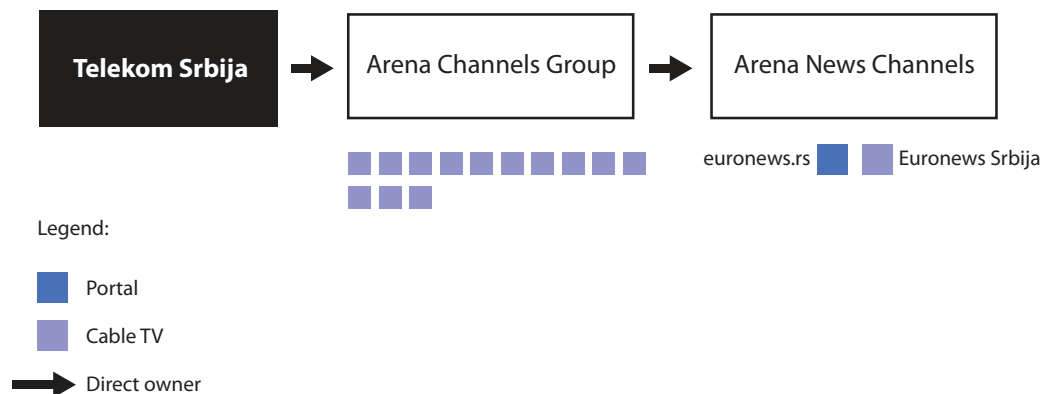 Telekom Srbija
Arena Channels Group
Arena News Channels
euronews.rs
Euronews Srbija
Legend:
Portal
Cable TV
Direct owner